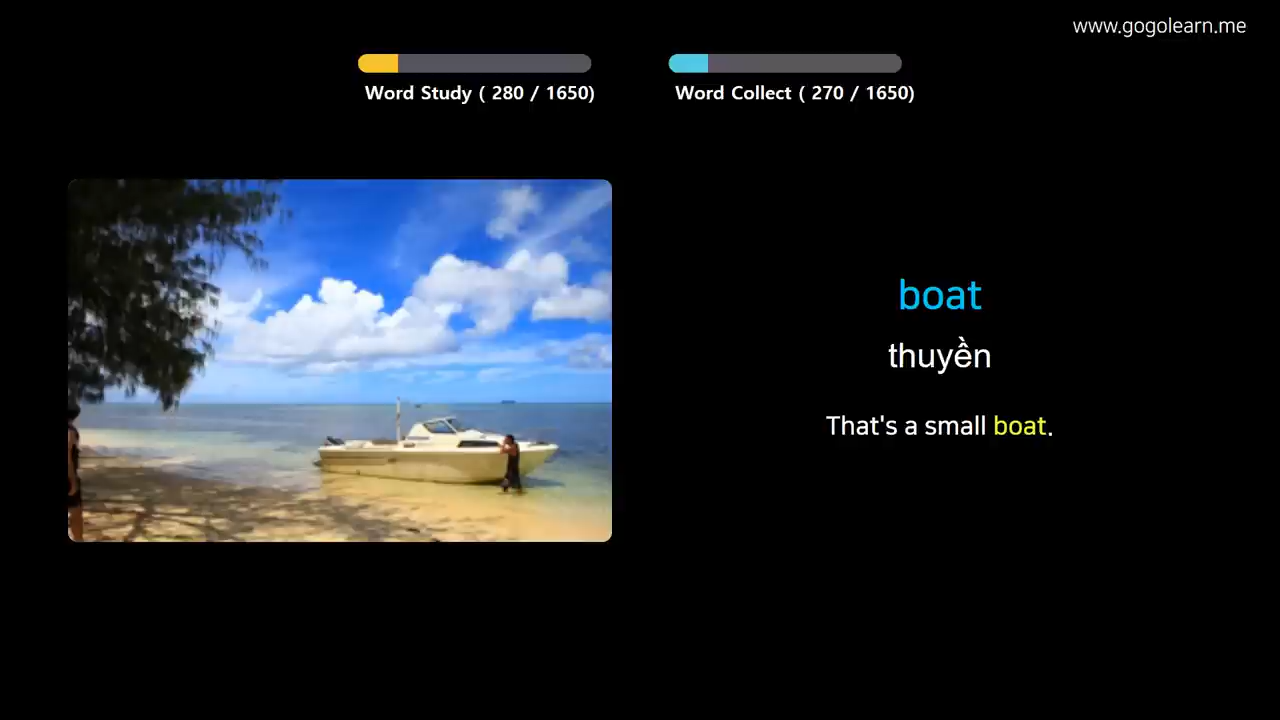 www.gogolearn.me
Word Study ( 280 / 1650)
Word Collect ( 270 / 1650)
boat
thuyền
That's a small boat.